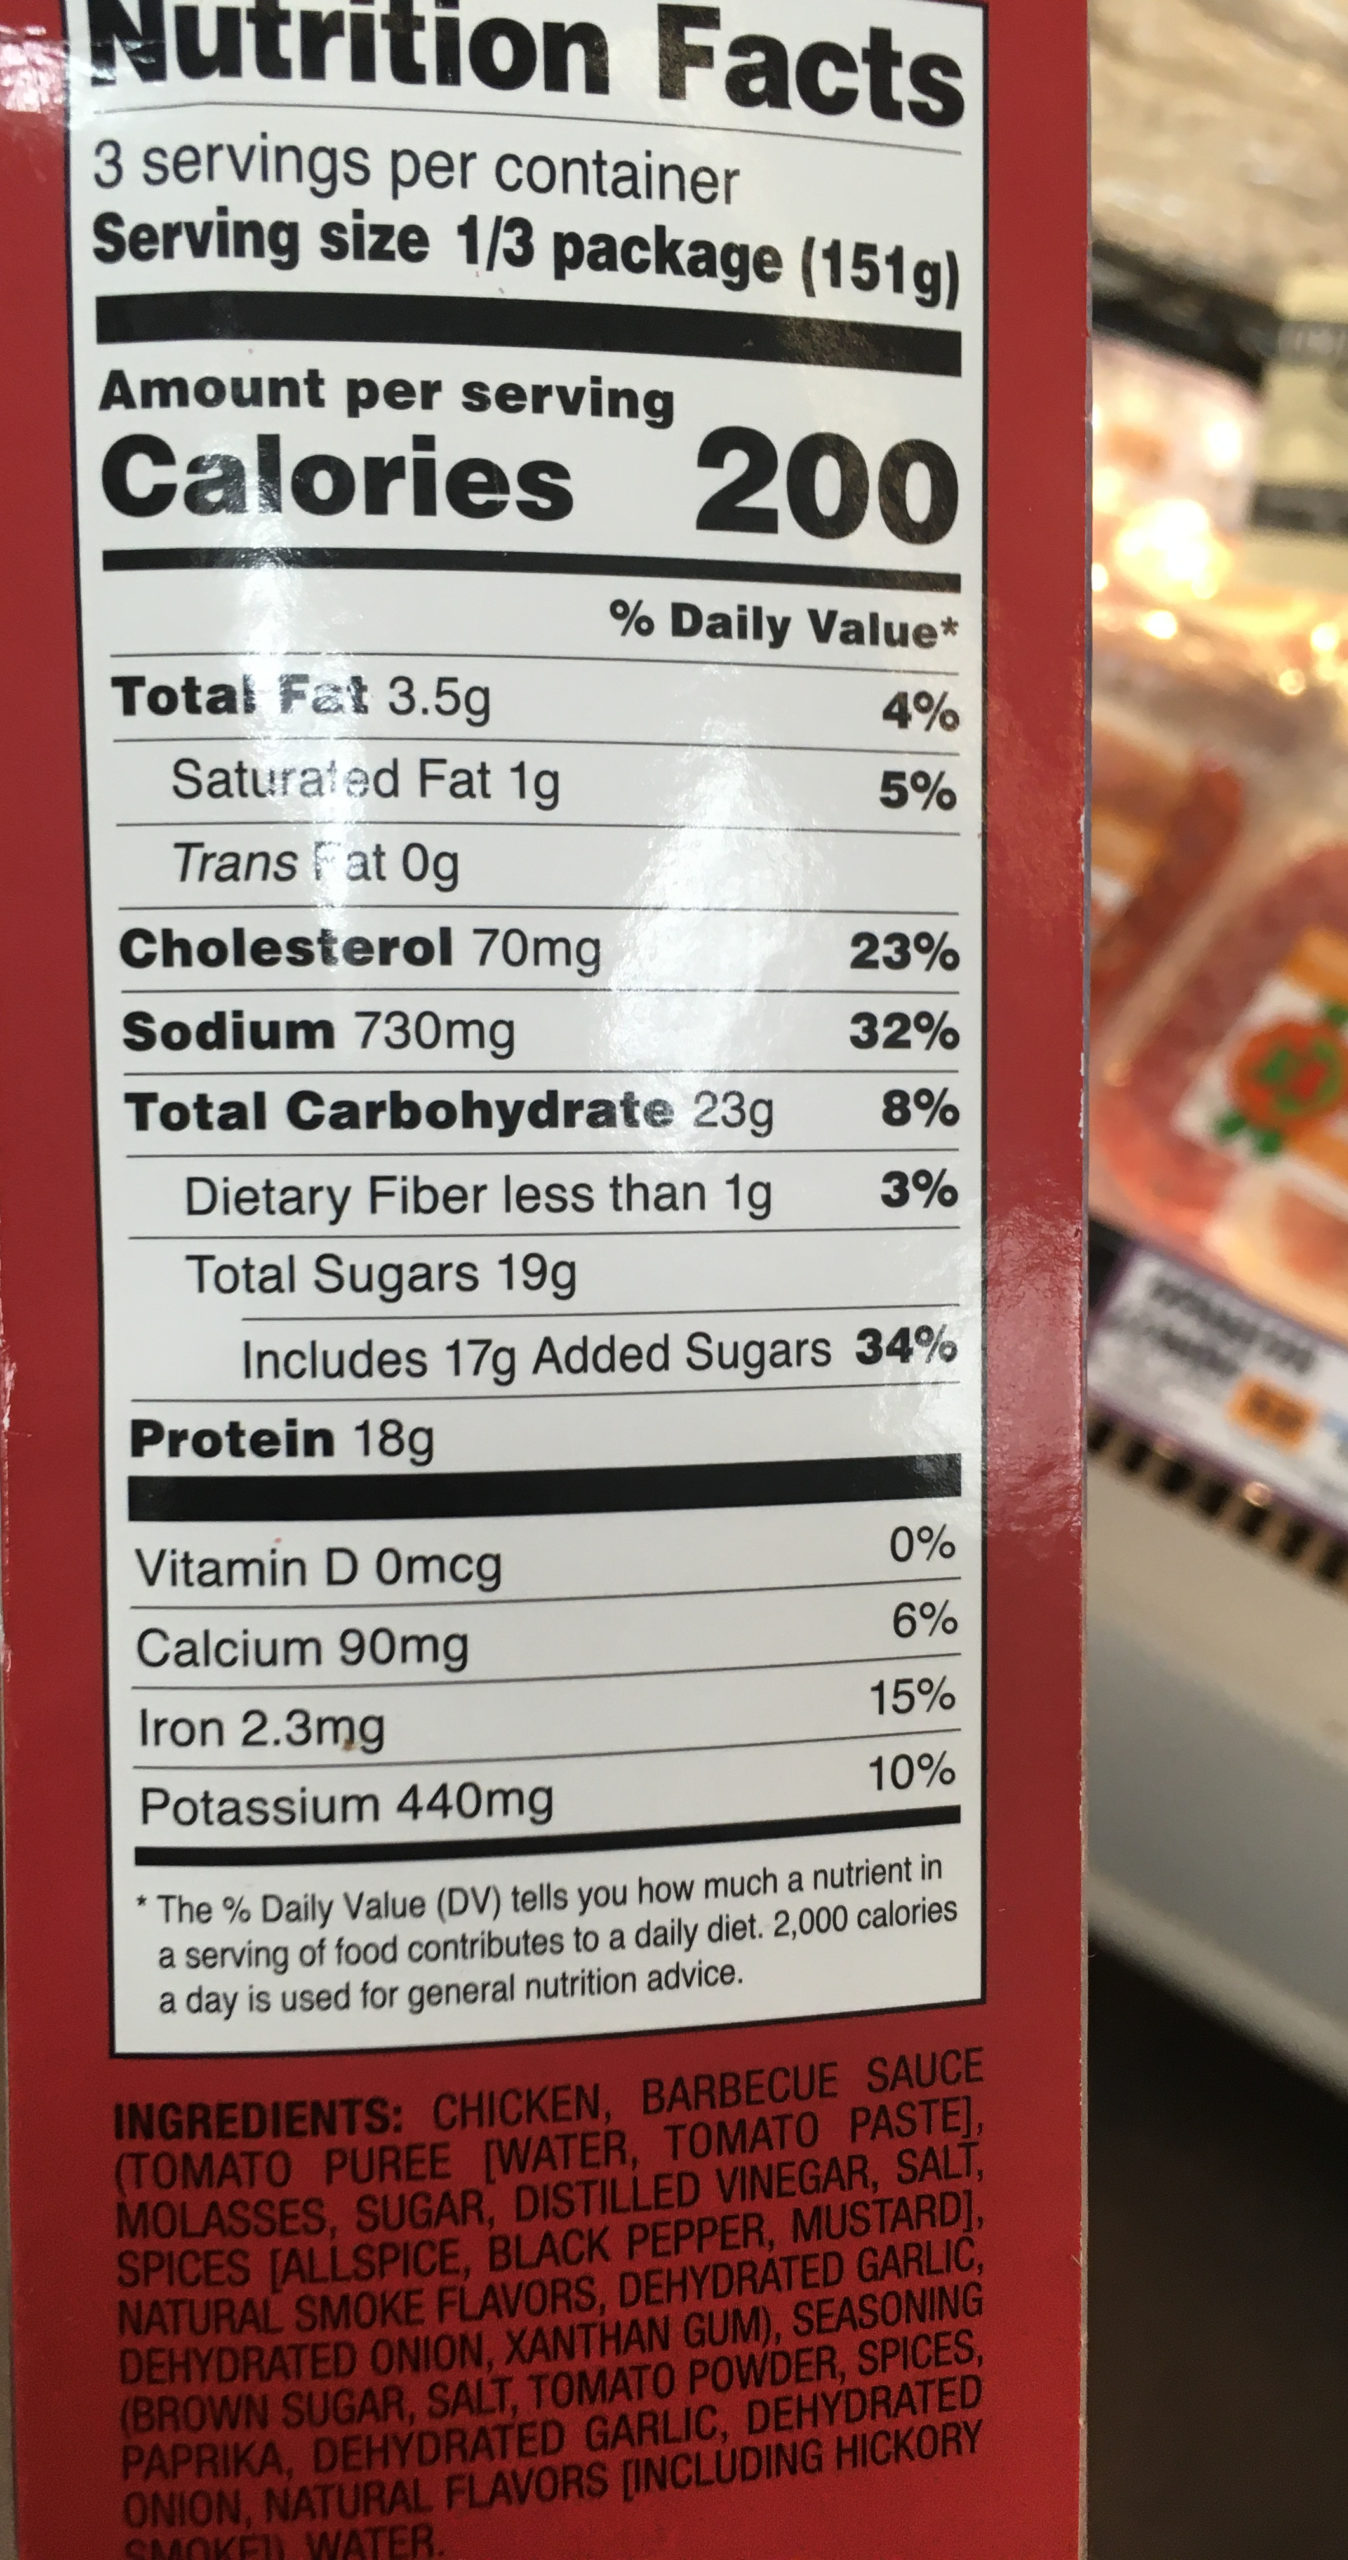 Nutrition Facts
3 servings per container
Serving size 1/3 package (151g)
Amount per serving
Calories 200
% Daily Value*
Total Fat 3.5g 4%
Saturated Fat 1g 5%
Trans Fat 0g
Cholesterol 70mg 23%
Sodium 730mg 32%
Total Carbohydrate 23g 8%
Dietary Fiber less than 1g 3%
Total Sugars 19g
Includes 17g Added Sugars 34%
Protein 18g
Vitamin D 0mcg 0%
Calcium 90mg 6%
Iron 2.3mg 15%
Potassium 440mg 10%
* The % Daily Value (DV) tells you how much a nutrient in
a serving of food contributes to a daily diet. 2,000 calories
a day is used for general nutrition advice.
INGREDIENTS: CHICKEN, BARBECUE SAUCE
(TOMATO PUREE [WATER, TOMATO PASTE],
MOLASSES, SUGAR, DISTILLED VINEGAR, SALT,
SPICES [ALLSPICE, BLACK PEPPER, MUSTARD],
NATURAL SMOKE FLAVORS, DEHYDRATED GARLIC,
DEHYDRATED ONION, XANTHAN GUM), SEASONING
(BROWN SUGAR, SALT, TOMATO POWDER, SPICES,
PAPRIKA, DEHYDRATED GARLIC, DEHYDRATED
ONION, NATURAL FLAVORS [INCLUDING HICKORY
SMOKE]), WATER.